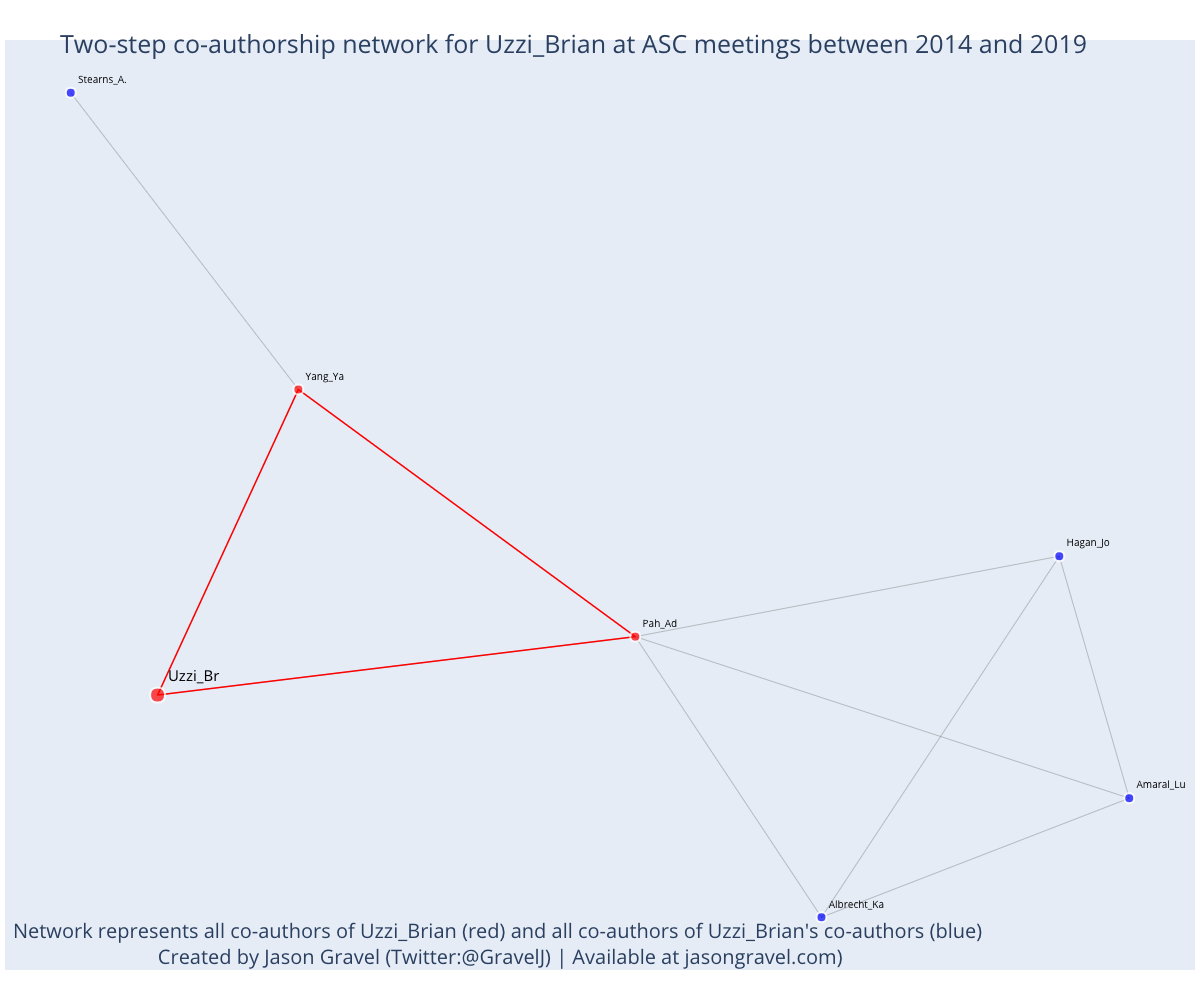 Two-step co-authorship network for Uzzi_Brian at ASC meetings between 2014 and 2019
Stearns_A.
Yang_Ya
Hagan_Jo
Pah_Ad
Uzzi_Br
Amaral_Lu
Albrecht_Ka
Network represents all co-authors of Uzzi_Brian (red) and all co-authors of Uzzi_Brian's co-authors (blue)
Created by Jason Gravel (Twitter:@GravelJ) | Available at jasongravel.com)